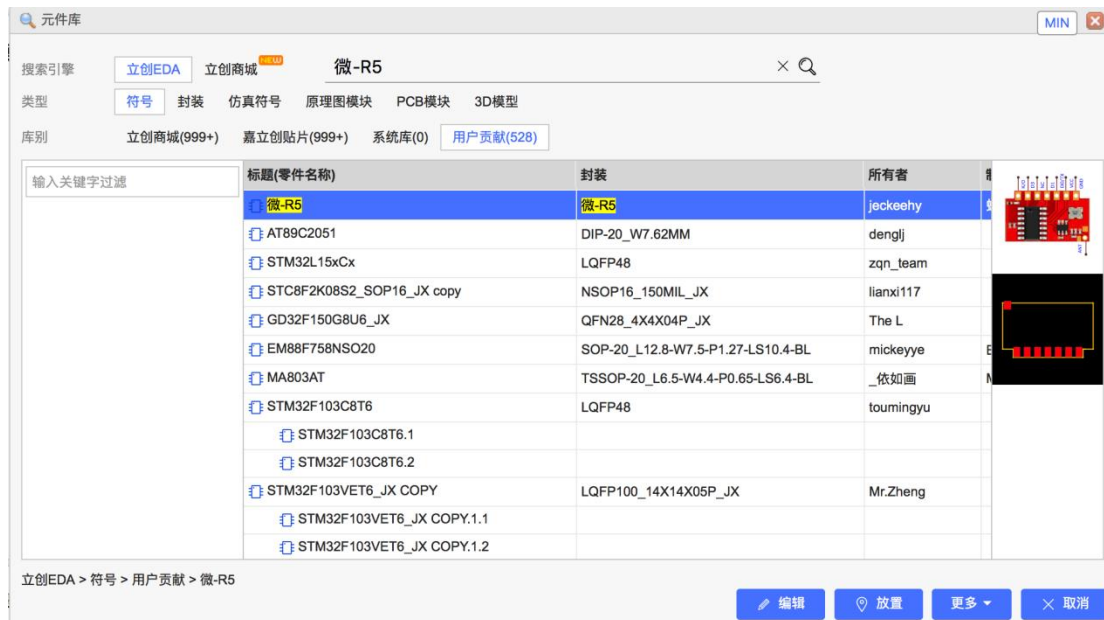 元件库 MIN
搜索引擎 立创EDA 立创商城 NEW 微-R5
类型 符号 封装 仿真符号 原理图模块 PCB模块 3D模型
库别 立创商城(999+) 嘉立创贴片(999+) 系统库(0) 用户贡献(528)
输入关键字过滤
标题(零件名称) 封装 所有者
微-R5 微-R5 jeckeehy
AT89C2051 DIP-20_W7.62MM denglj
STM32L15xCx LQFP48 zqn_team
STC8F2K08S2_SOP16_JX copy NSOP16_150MIL_JX lianxi117
GD32F150G8U6_JX QFN28_4X4X04P_JX The L
EM88F758NSO20 SOP-20_L12.8-W7.5-P1.27-LS10.4-BL mickeyye
MA803AT TSSOP-20_L6.5-W4.4-P0.65-LS6.4-BL _依如画
STM32F103C8T6 LQFP48 toumingyu
STM32F103C8T6.1
STM32F103C8T6.2
STM32F103VET6_JX COPY LQFP100_14X14X05P_JX Mr.Zheng
STM32F103VET6_JX COPY.1.1
STM32F103VET6_JX COPY.1.2
立创EDA > 符号 > 用户贡献 > 微-R5
编辑 放置 更多 取消